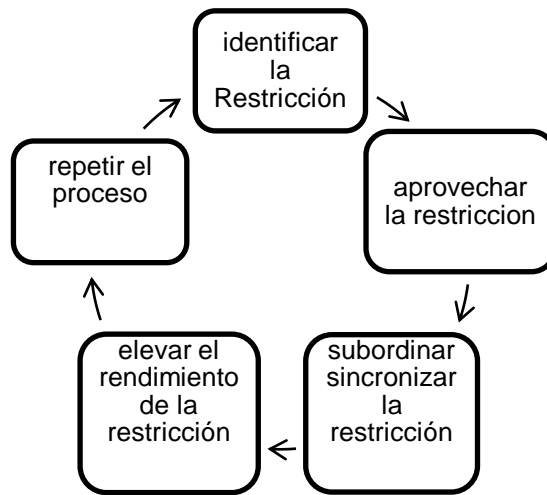 identificar
la
Restricción
aprovechar
la restriccion
subordinar
sincronizar
la
restricción
elevar el
rendimiento
de la
restricción
repetir el
proceso